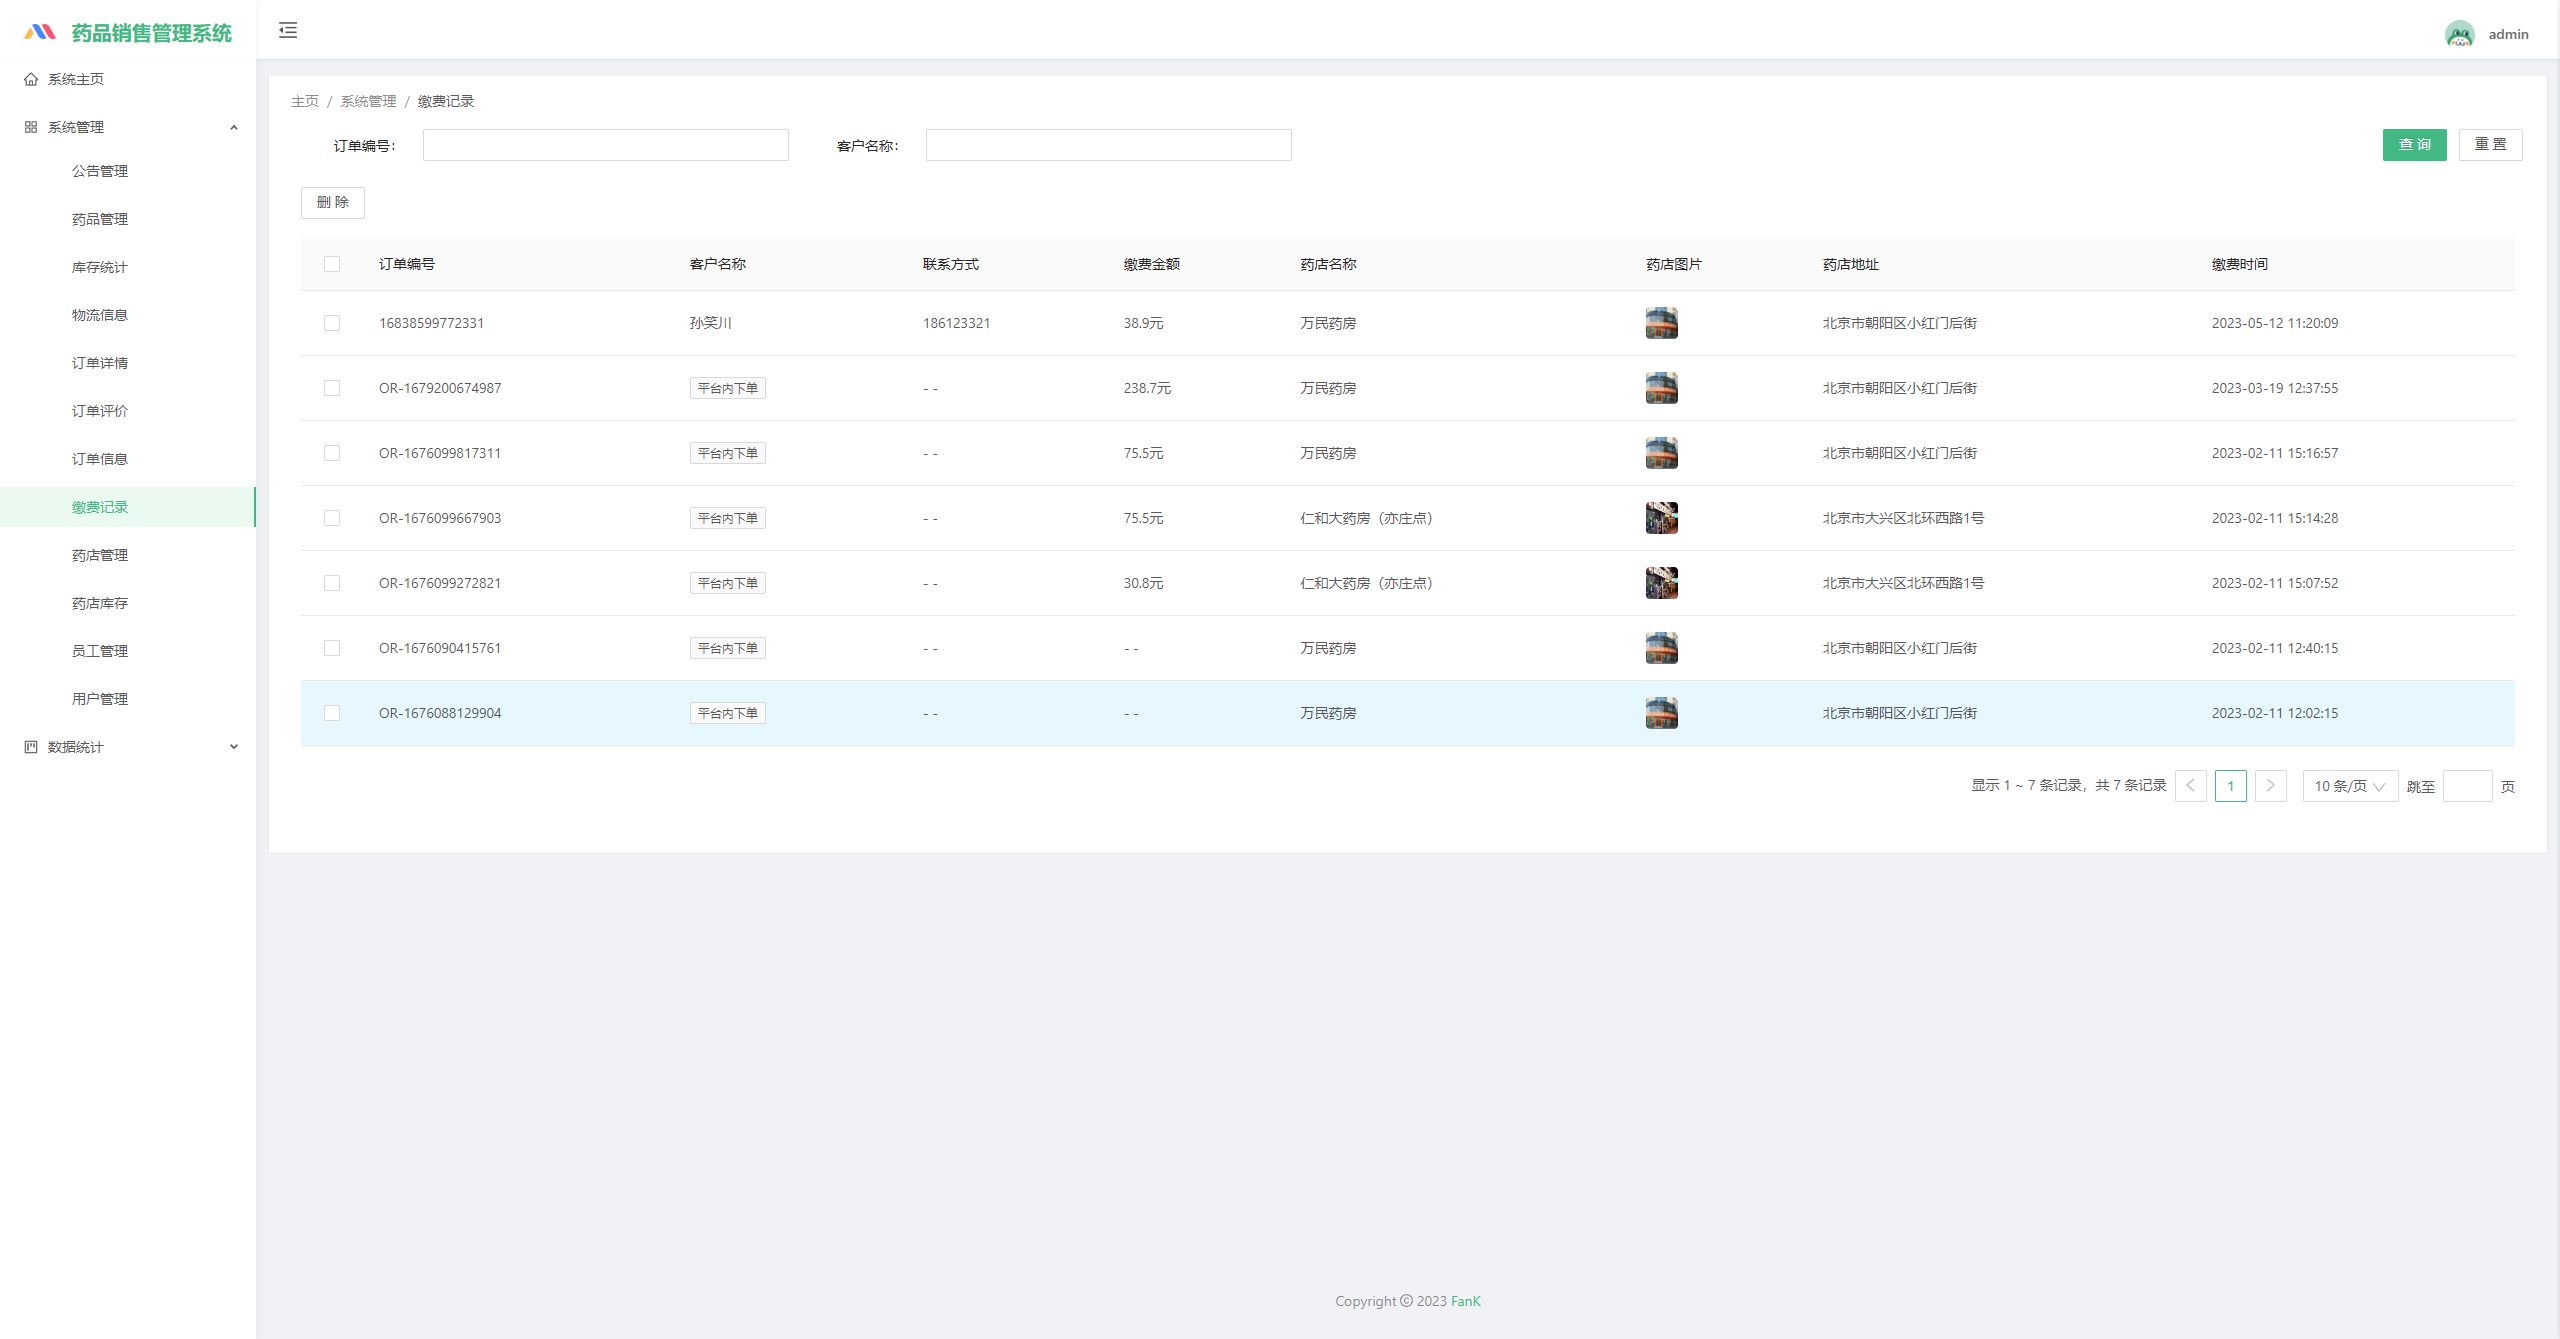 药品销售管理系统
admin
系统主页
系统管理
公告管理
药品管理
库存统计
物流信息
订单详情
订单评价
订单信息
缴费记录
药店管理
药店库存
员工管理
用户管理
数据统计
主页 / 系统管理 / 缴费记录
订单编号： 客户名称： 查 询 重 置
删 除
订单编号 客户名称 联系方式 缴费金额 药店名称 药店图片 药店地址 缴费时间
16838599772331 孙笑川 186123321 38.9元 万民药房 北京市朝阳区小红门后街 2023-05-12 11:20:09
OR-1679200674987 平台内下单 - - 238.7元 万民药房 北京市朝阳区小红门后街 2023-03-19 12:37:55
OR-1676099817311 平台内下单 - - 75.5元 万民药房 北京市朝阳区小红门后街 2023-02-11 15:16:57
OR-1676099667903 平台内下单 - - 75.5元 仁和大药房（亦庄点） 北京市大兴区北环西路1号 2023-02-11 15:14:28
OR-1676099272821 平台内下单 - - 30.8元 仁和大药房（亦庄点） 北京市大兴区北环西路1号 2023-02-11 15:07:52
OR-1676090415761 平台内下单 - - - - 万民药房 北京市朝阳区小红门后街 2023-02-11 12:40:15
OR-1676088129904 平台内下单 - - - - 万民药房 北京市朝阳区小红门后街 2023-02-11 12:02:15
显示 1 ~ 7 条记录，共 7 条记录 1 10 条/页 跳至 页
Copyright © 2023 FanK